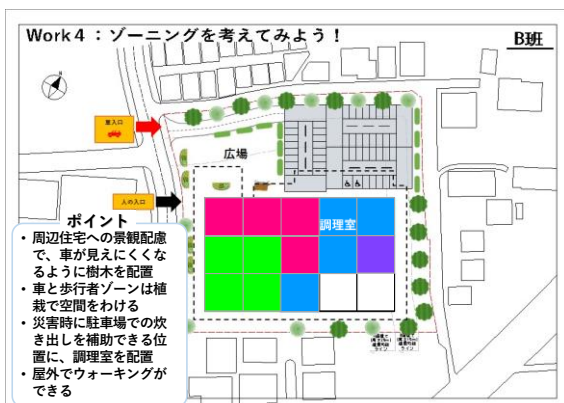 Work4：ゾーニングを考えてみよう！
B班
車入口
広場
人の入口
調理室
ポイント
• 周辺住宅への景観配慮
で、車が見えにくくな
るように樹木を配置
• 車と歩行者ゾーンは植
栽で空間をわける
• 災害時に駐車場での炊
き出しを補助できる位
置に、調理室を配置
• 屋外でウォーキングが
できる